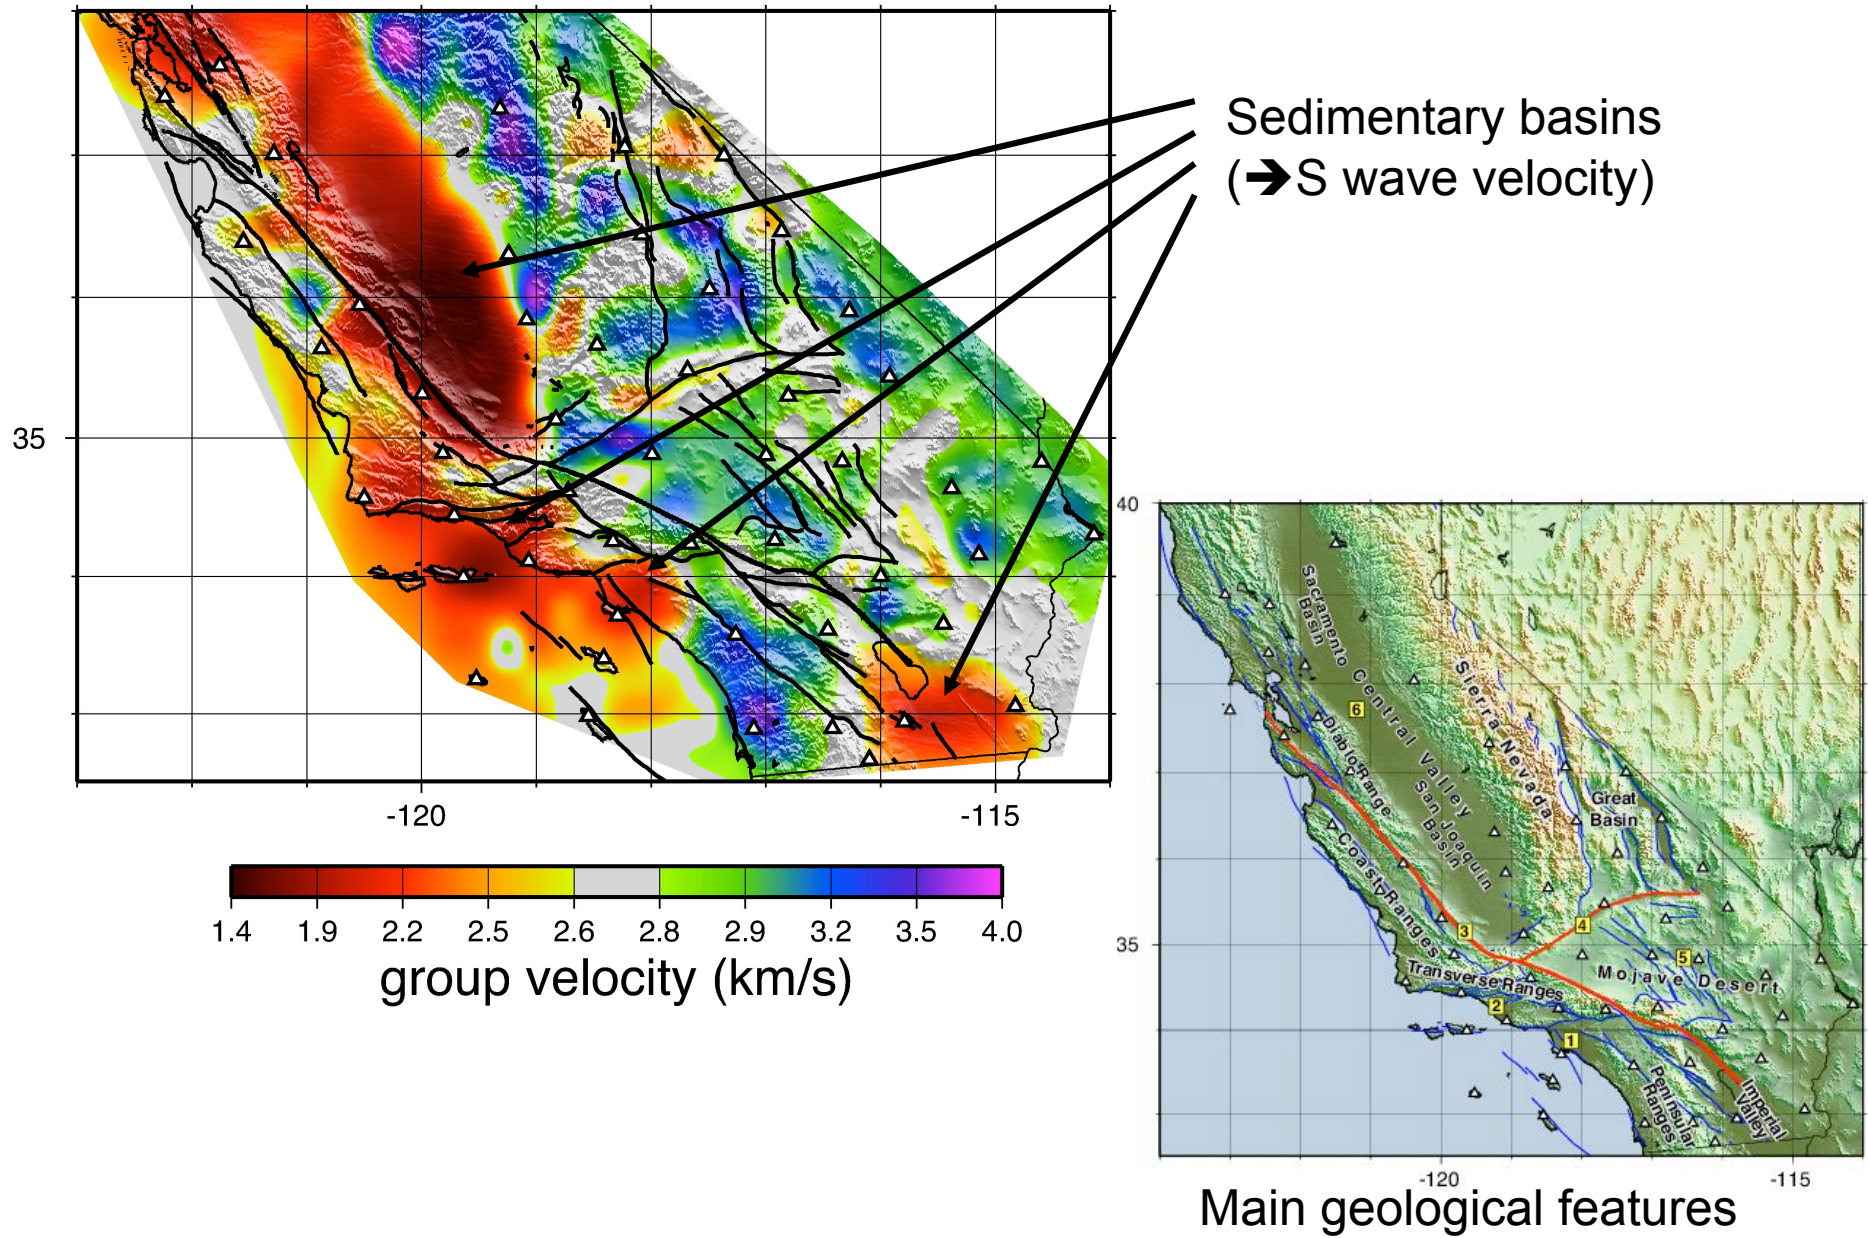 Sedimentary basins
(➔S wave velocity)
35
-120
-115
1.4 1.9 2.2 2.5 2.6 2.8 2.9 3.2 3.5 4.0
group velocity (km/s)
40
35
-120
-115
Sacramento
Basin
Central Valley
Sierra Nevada
6
Diablo Range
San Joaquin
Basin
Great
Basin
Coast Ranges
3
4
5
Mojave Desert
Transverse Ranges
2
1
Peninsular
Ranges
Imperial
Valley
Main geological features